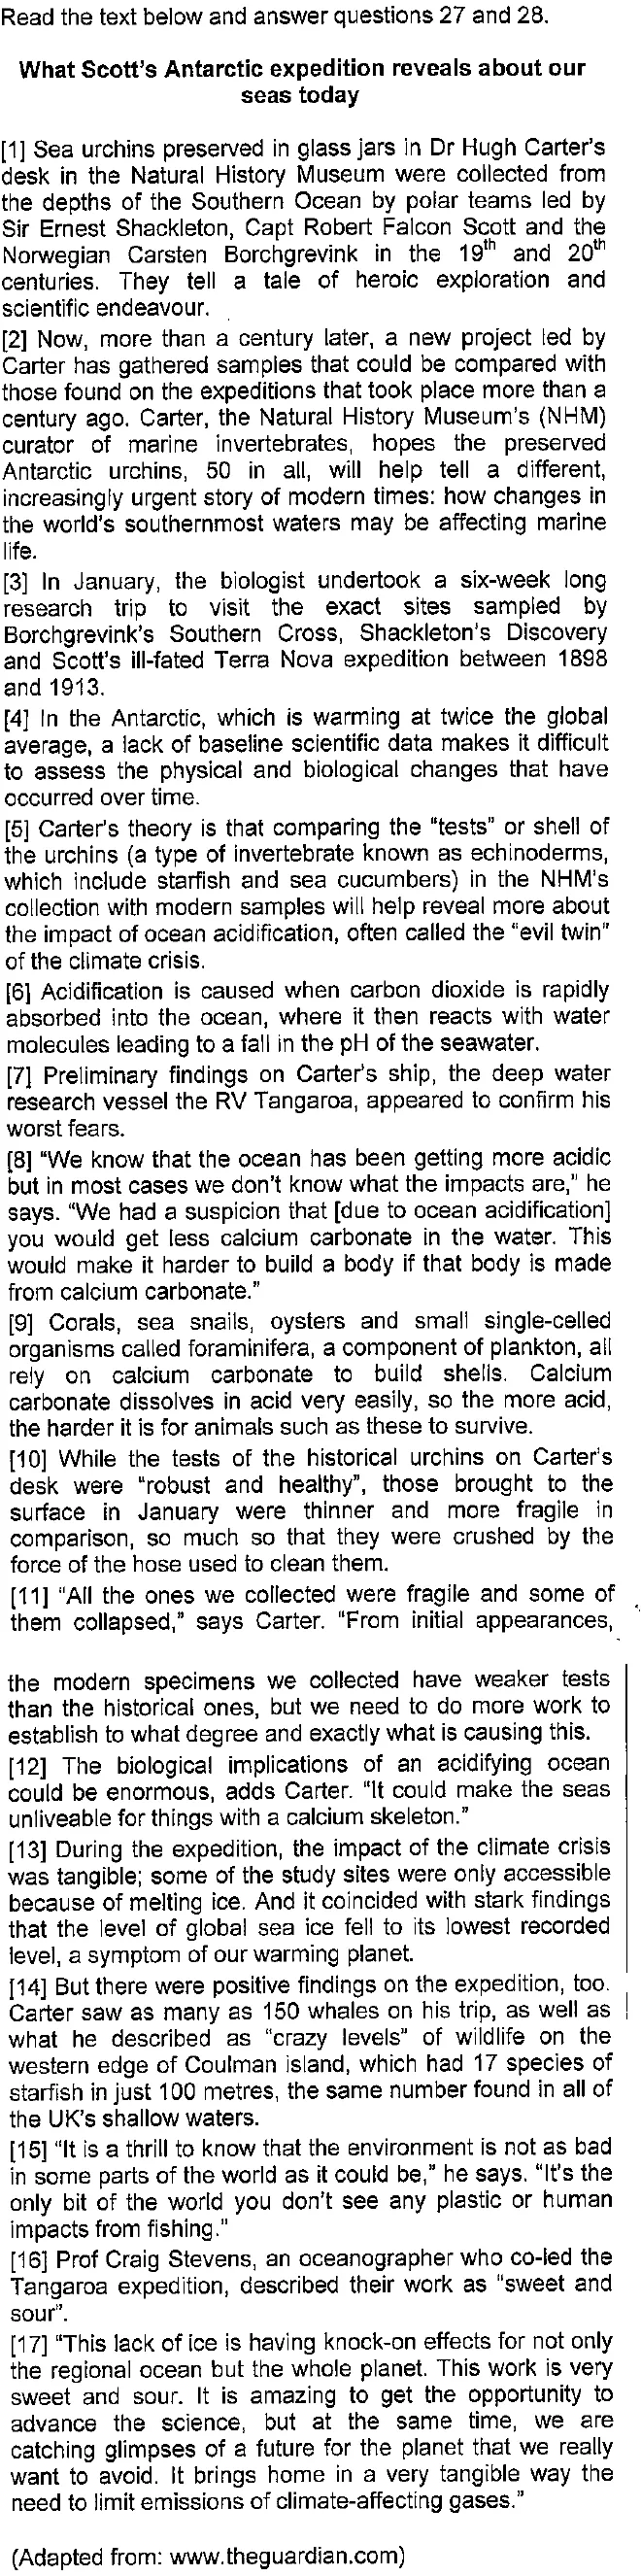 Read the text below and answer questions 27 and 28.
What Scott's Antarctic expedition reveals about our
seas today
[1] Sea urchins preserved in glass jars in Dr Hugh Carter's
desk in the Natural History Museum were collected from
the depths of the Southern Ocean by polar teams led by
Sir Ernest Shackleton, Capt Robert Falcon Scott and the
Norwegian Carsten Borchgrevink in the 19th and 20th
centuries. They tell a tale of heroic exploration and
scientific endeavour.
[2] Now, more than a century later, a new project led by
Carter has gathered samples that could be compared with
those found on the expeditions that took place more than a
century ago. Carter, the Natural History Museum's (NHM)
curator of marine invertebrates, hopes the preserved
Antarctic urchins, 50 in all, will help tell a different,
increasingly urgent story of modern times: how changes in
the world's southernmost waters may be affecting marine
life.
[3] In January, the biologist undertook a six-week long
research trip to visit the exact sites sampled by
Borchgrevink's Southern Cross, Shackleton's Discovery
and Scott's ill-fated Terra Nova expedition between 1898
and 1913.
[4] In the Antarctic, which is warming at twice the global
average, a lack of baseline scientific data makes it difficult
to assess the physical and biological changes that have
occurred over time.
[5] Carter's theory is that comparing the "tests" or shell of
the urchins (a type of invertebrate known as echinoderms,
which include starfish and sea cucumbers) in the NHM's
collection with modern samples will help reveal more about
the impact of ocean acidification, often called the "evil twin"
of the climate crisis.
[6] Acidification is caused when carbon dioxide is rapidly
absorbed into the ocean, where it then reacts with water
molecules leading to a fall in the pH of the seawater.
[7] Preliminary findings on Carter's ship, the deep water
research vessel the RV Tangaroa, appeared to confirm his
worst fears.
[8] "We know that the ocean has been getting more acidic
but in most cases we don't know what the impacts are," he
says. "We had a suspicion that [due to ocean acidification]
you would get less calcium carbonate in the water. This
would make it harder to build a body if that body is made
from calcium carbonate."
[9] Corals, sea snails, oysters and small single-celled
organisms called foraminifera, a component of plankton, all
rely on calcium carbonate to build shells. Calcium
carbonate dissolves in acid very easily, so the more acid,
the harder it is for animals such as these to survive.
[10] While the tests of the historical urchins on Carter's
desk were "robust and healthy", those brought to the
surface in January were thinner and more fragile in
comparison, so much so that they were crushed by the
force of the hose used to clean them.
[11] "All the ones we collected were fragile and some of
them collapsed," says Carter. "From initial appearances,
the modern specimens we collected have weaker tests
than the historical ones, but we need to do more work to
establish to what degree and exactly what is causing this.
[12] The biological implications of an acidifying ocean
could be enormous, adds Carter. "It could make the seas
unliveable for things with a calcium skeleton."
[13] During the expedition, the impact of the climate crisis
was tangible; some of the study sites were only accessible
because of melting ice. And it coincided with stark findings
that the level of global sea ice fell to its lowest recorded
level, a symptom of our warming planet.
[14] But there were positive findings on the expedition, too.
Carter saw as many as 150 whales on his trip, as well as
what he described as "crazy levels" of wildlife on the
western edge of Coulman island, which had 17 species of
starfish in just 100 metres, the same number found in all of
the UK's shallow waters.
[15] "It is a thrill to know that the environment is not as bad
in some parts of the world as it could be," he says. "It's the
only bit of the world you don't see any plastic or human
impacts from fishing."
[16] Prof Craig Stevens, an oceanographer who co-led the
Tangaroa expedition, described their work as "sweet and
sour".
[17] "This lack of ice is having knock-on effects for not only
the regional ocean but the whole planet. This work is very
sweet and sour. It is amazing to get the opportunity to
advance the science, but at the same time, we are
catching glimpses of a future for the planet that we really
want to avoid. It brings home in a very tangible way the
need to limit emissions of climate-affecting gases."
(Adapted from: www.theguardian.com)